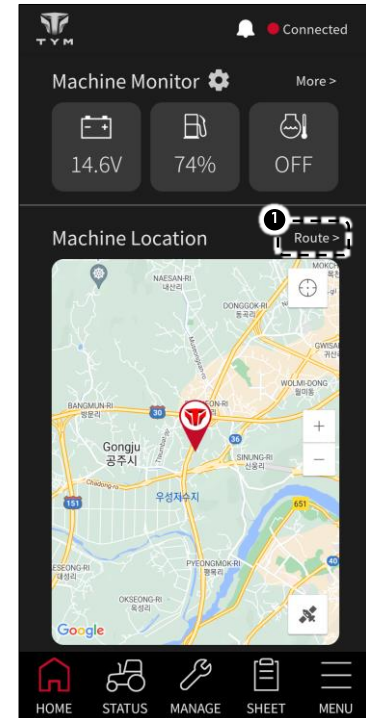 TYM
Connected
Machine Monitor
More >
14.6V
74%
OFF
1
Machine Location
Route >
NAESAN-RI
내산리
DONGGOK-RI
동곡리
WOLMI-DONG
월미동
BANGMUN-RI
방문리
30
Gongju
공주시
36
SINUNG-RI
신웅리
+
−
151
우성저수지
651
PYEONGMOK-RI
평목리
40
OKSEONG-RI
옥성리
Google
HOME
STATUS
MANAGE
SHEET
MENU